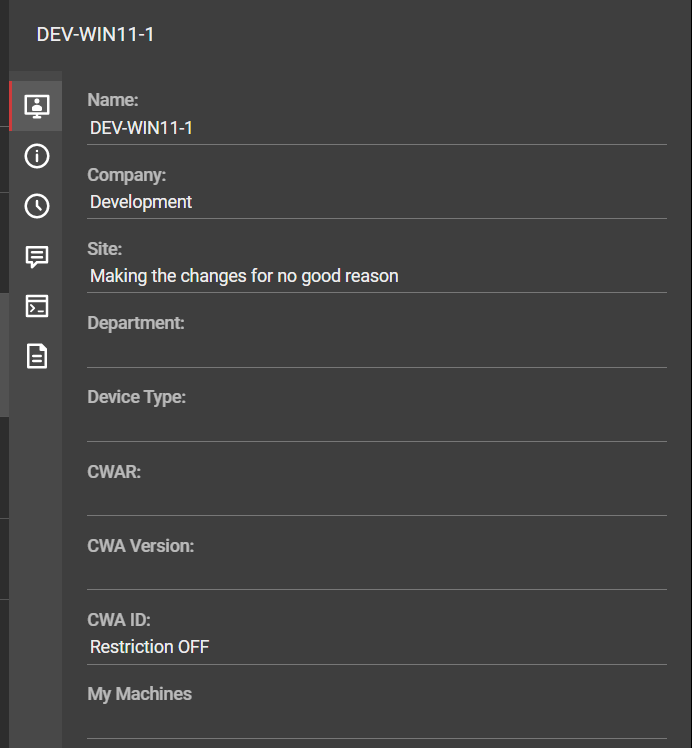 DEV-WIN11-1
Name:
DEV-WIN11-1
Company:
Development
Site:
Making the changes for no good reason
Department:
Device Type:
CWAR:
CWA Version:
CWA ID:
Restriction OFF
My Machines